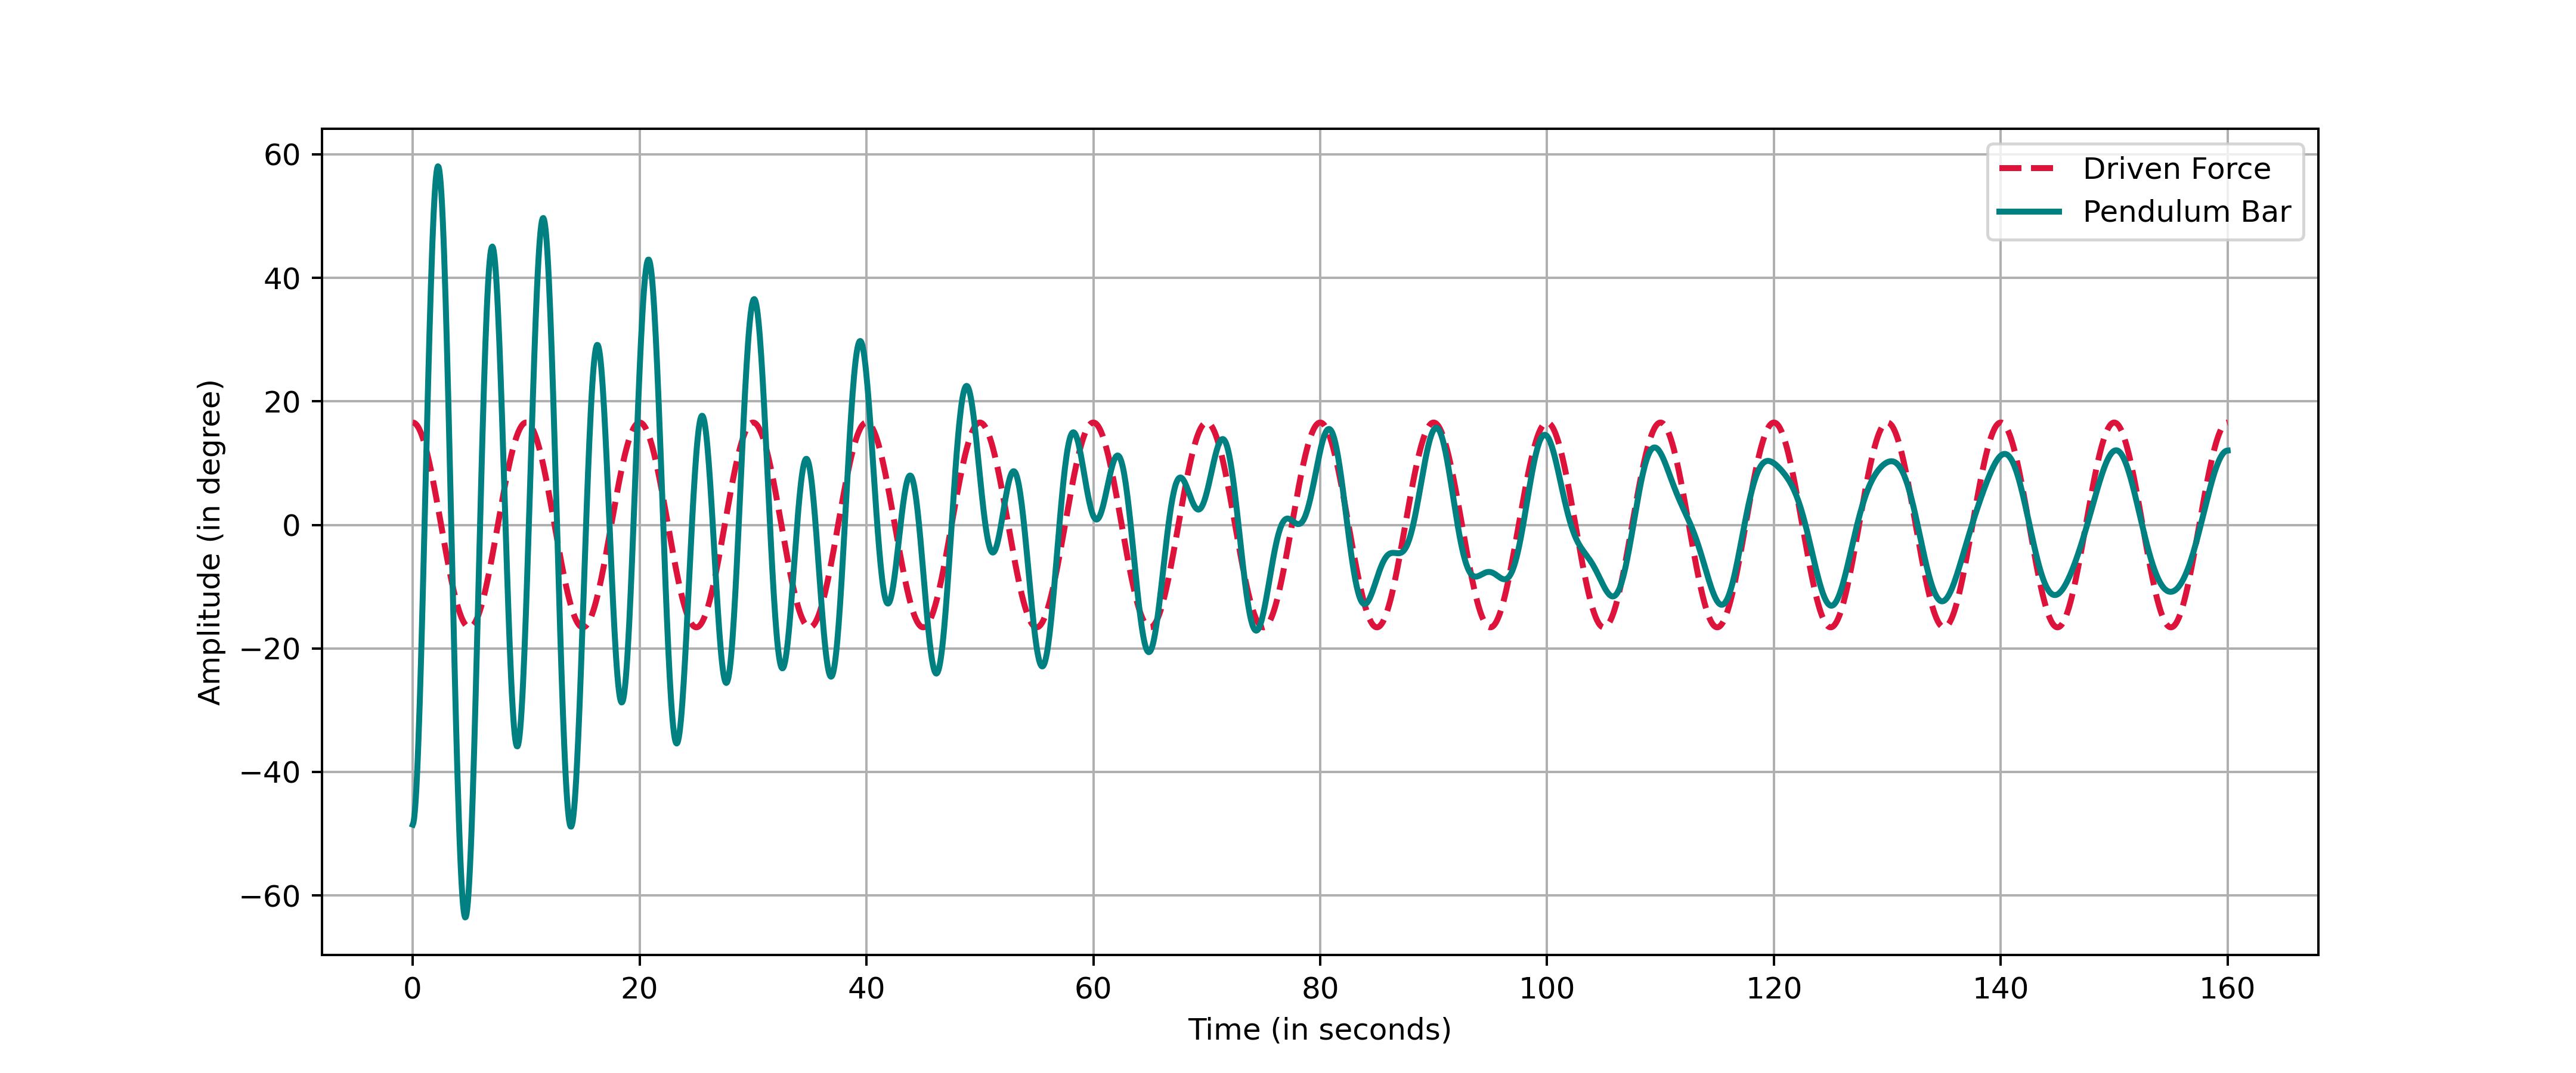 60
40
20
0
−20
−40
−60
Amplitude (in degree)
Driven Force
Pendulum Bar
0 20 40 60 80 100 120 140 160
Time (in seconds)